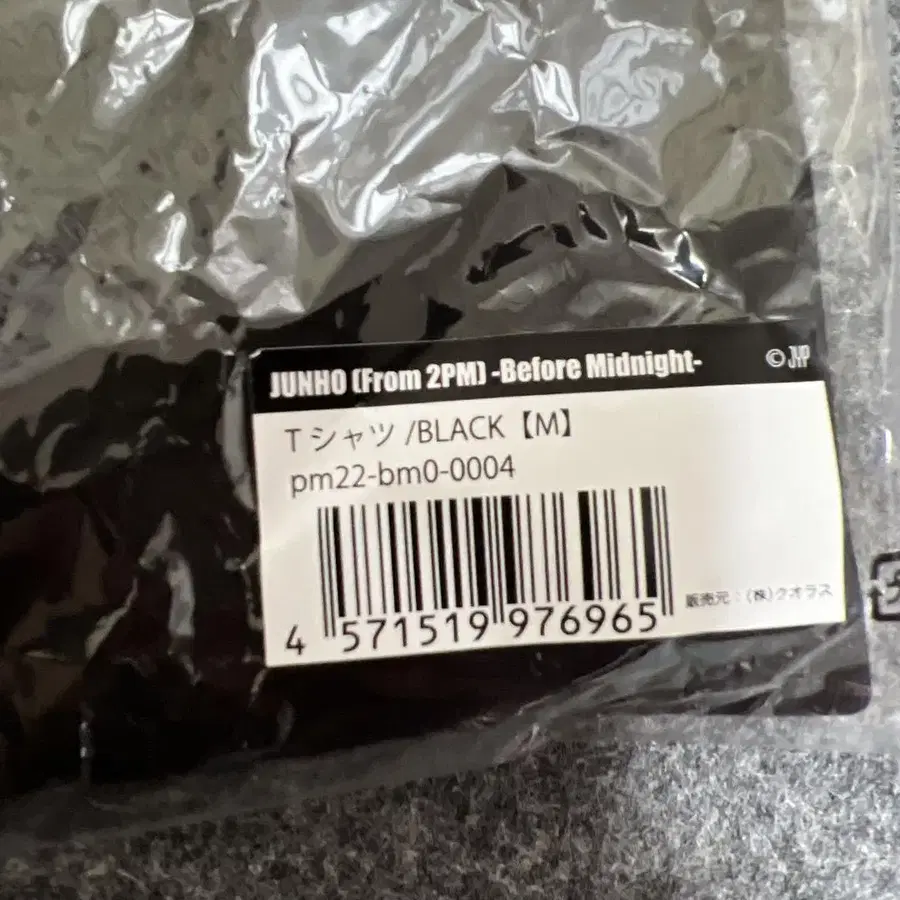 JUNHO (From 2PM) -Before Midnight-
© JYP
Tシャツ /BLACK【M】
pm22-bm0-0004
4 571519 976965
販売元：(株)クオラス